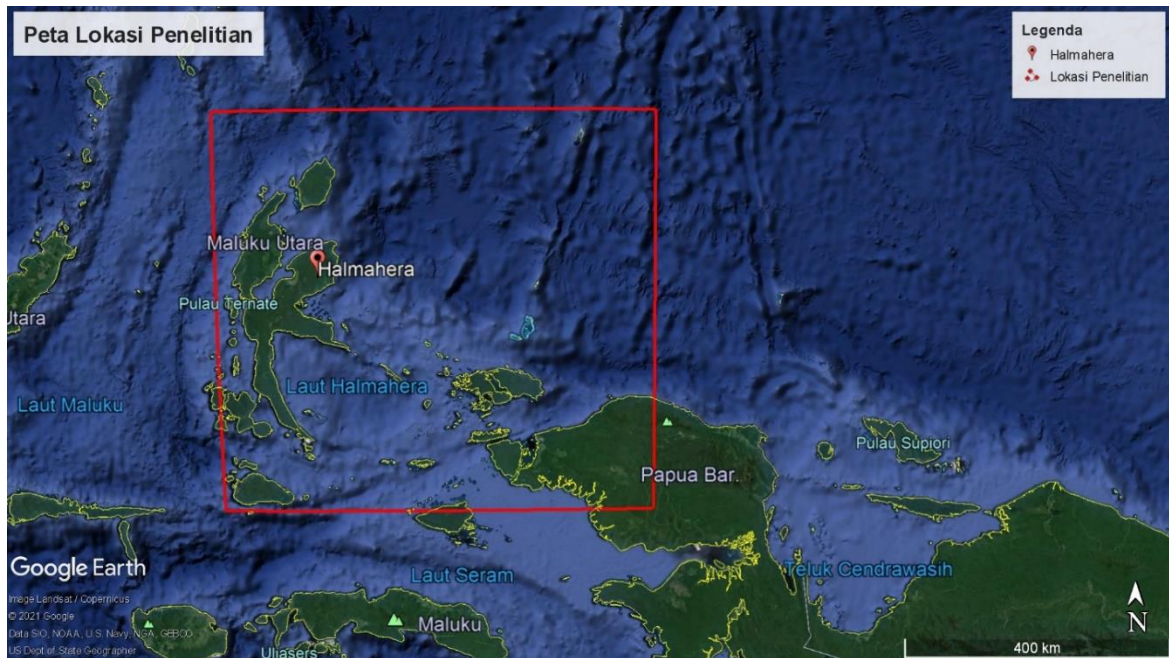 Peta Lokasi Penelitian
Legenda
Halmahera
Lokasi Penelitian
Maluku Utara
Halmahera
Pulau Ternate
Utara
Laut Halmahera
Laut Maluku
Pulau Supiori
Papua Bar.
Google Earth
Laut Seram
Teluk Cendrawasih
Image Landsat / Copernicus
© 2021 Google
Data SIO, NOAA, U.S. Navy, NGA, GEBCO
US Dept of State Geographer
Maluku
Uliasers
N
400 km